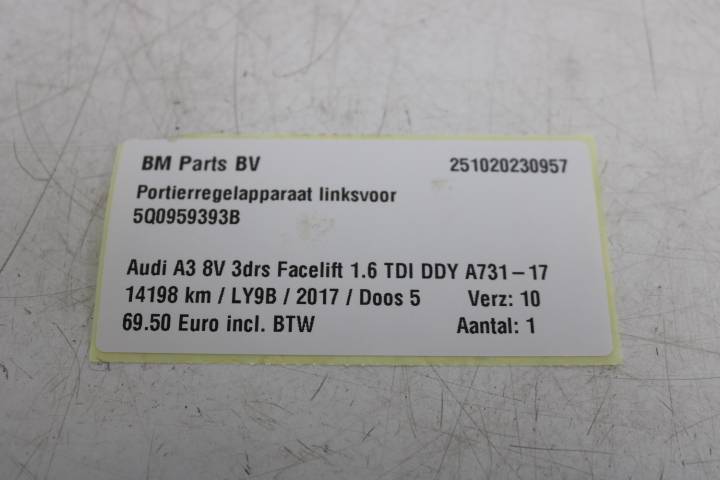 BM Parts BV 251020230957
Portierregelapparaat linksvoor
5Q0959393B
Audi A3 8V 3drs Facelift 1.6 TDI DDY A731-17
14198 km / LY9B / 2017 / Doos 5 Verz: 10
69.50 Euro incl. BTW Aantal: 1